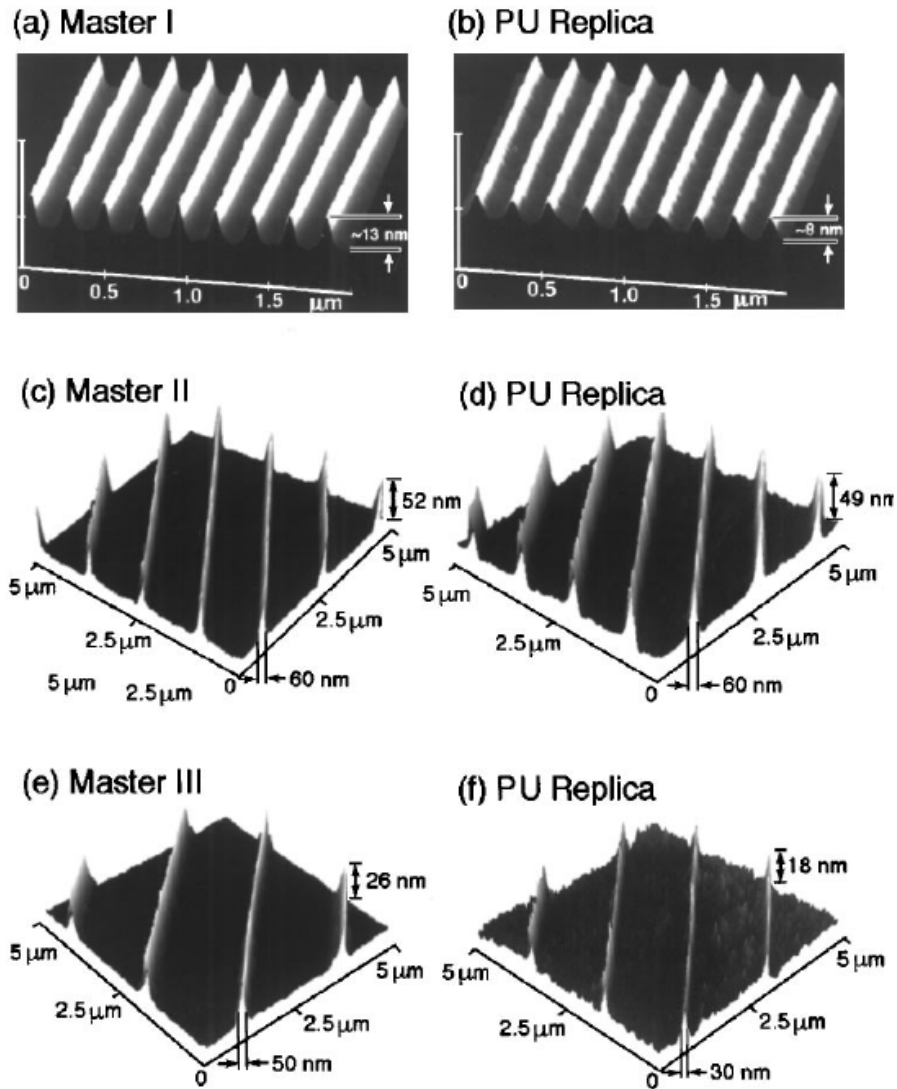 (a) Master I
(b) PU Replica
~13 nm
0
0.5
1.0
1.5
μm
~8 nm
0
0.5
1.0
1.5
μm
(c) Master II
(d) PU Replica
52 nm
5 μm
5 μm
2.5 μm
2.5 μm
5 μm
2.5 μm
0
60 nm
49 nm
5 μm
5 μm
2.5 μm
2.5 μm
0
60 nm
(e) Master III
(f) PU Replica
26 nm
5 μm
5 μm
2.5 μm
2.5 μm
0
50 nm
18 nm
5 μm
5 μm
2.5 μm
2.5 μm
0
30 nm